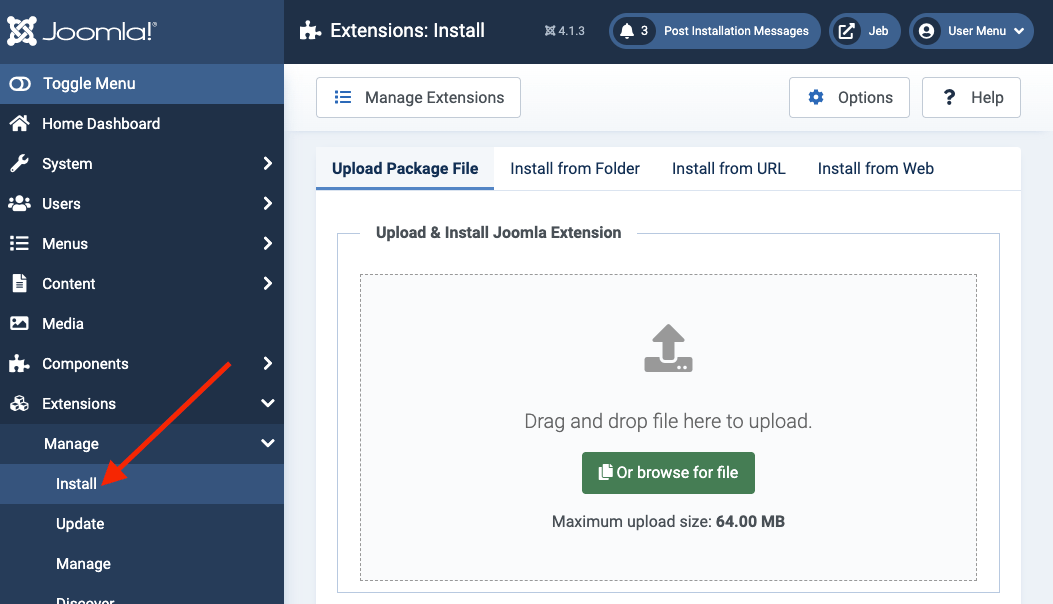 Joomla!®
Extensions: Install
4.1.3
3 Post Installation Messages
Jeb
User Menu
Toggle Menu
Home Dashboard
System
Users
Menus
Content
Media
Components
Extensions
Manage
Install
Update
Manage
Discover
Manage Extensions
Options
? Help
Upload Package File
Install from Folder
Install from URL
Install from Web
Upload & Install Joomla Extension
Drag and drop file here to upload.
Or browse for file
Maximum upload size: 64.00 MB